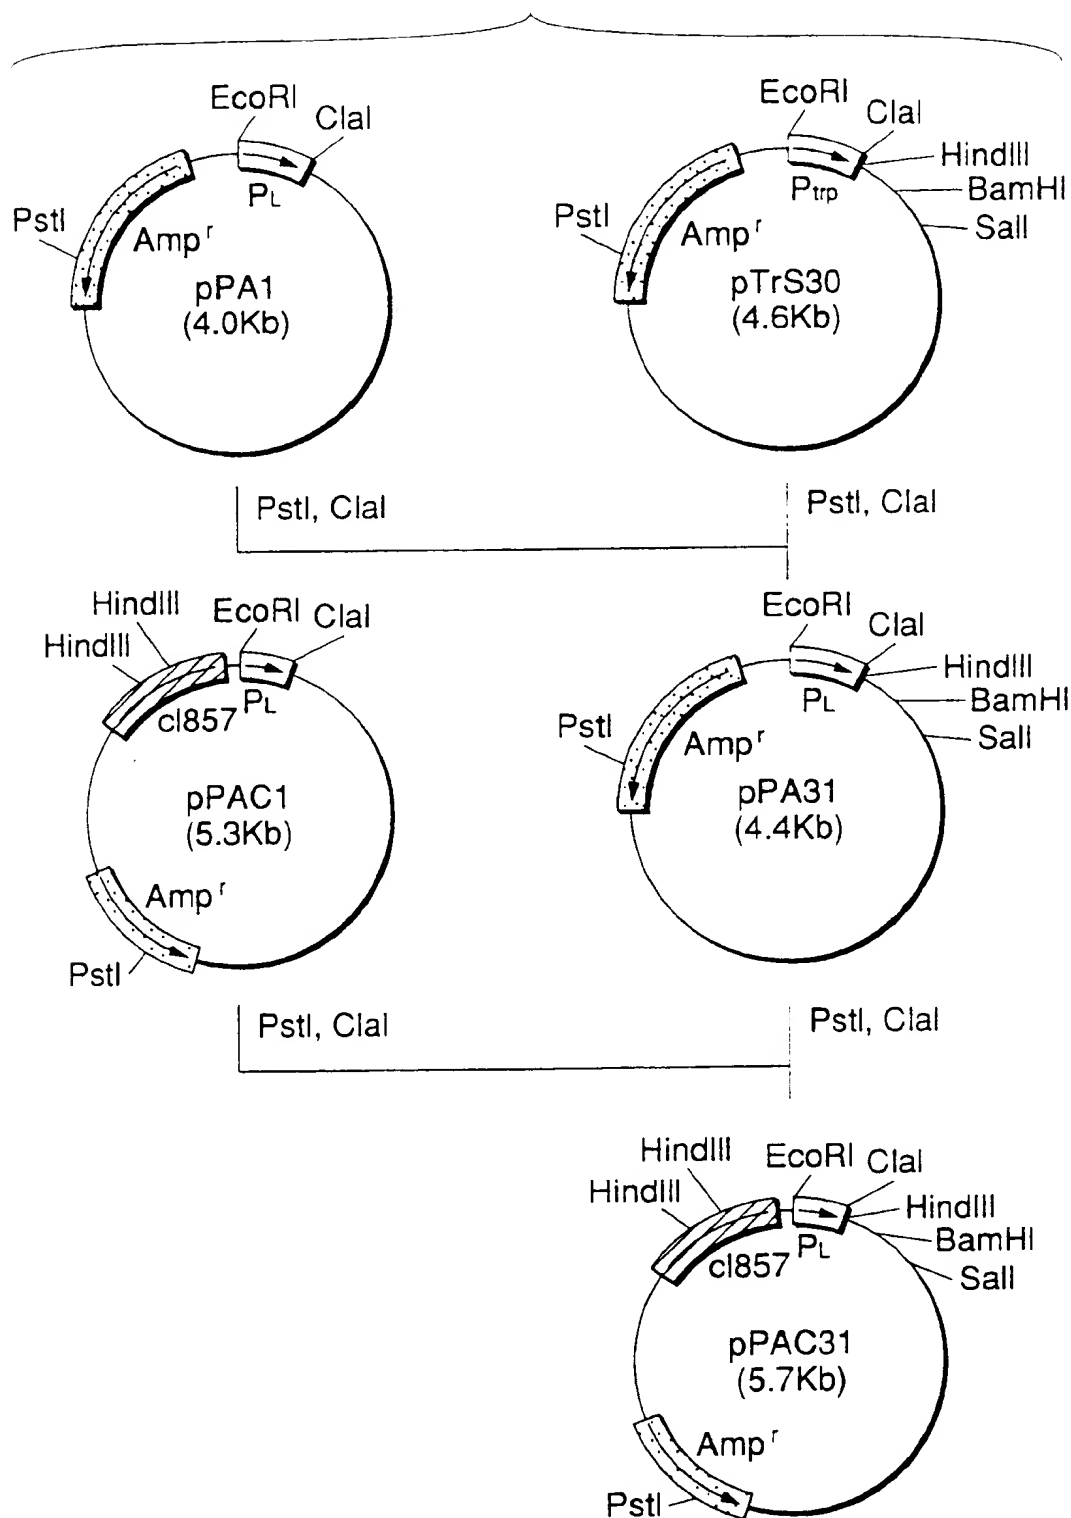 EcoRI
ClaI
PstI
PL
Ampr
pPA1
(4.0Kb)
EcoRI
ClaI
HindIII
BamHI
SalI
PstI
Ptrp
Ampr
pTrS30
(4.6Kb)
PstI, ClaI
PstI, ClaI
HindIII
HindIII
EcoRI
ClaI
cI857
PL
pPAC1
(5.3Kb)
Ampr
PstI
EcoRI
ClaI
HindIII
BamHI
SalI
PstI
PL
Ampr
pPA31
(4.4Kb)
PstI, ClaI
PstI, ClaI
HindIII
HindIII
EcoRI
ClaI
HindIII
BamHI
SalI
cI857
PL
pPAC31
(5.7Kb)
Ampr
PstI